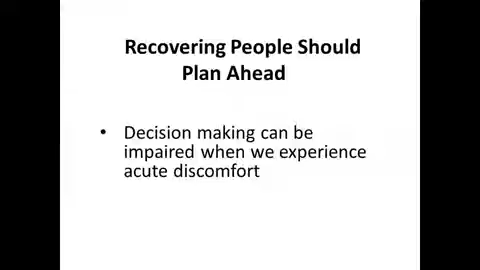 Recovering People Should
Plan Ahead
• Decision making can be
impaired when we experience
acute discomfort